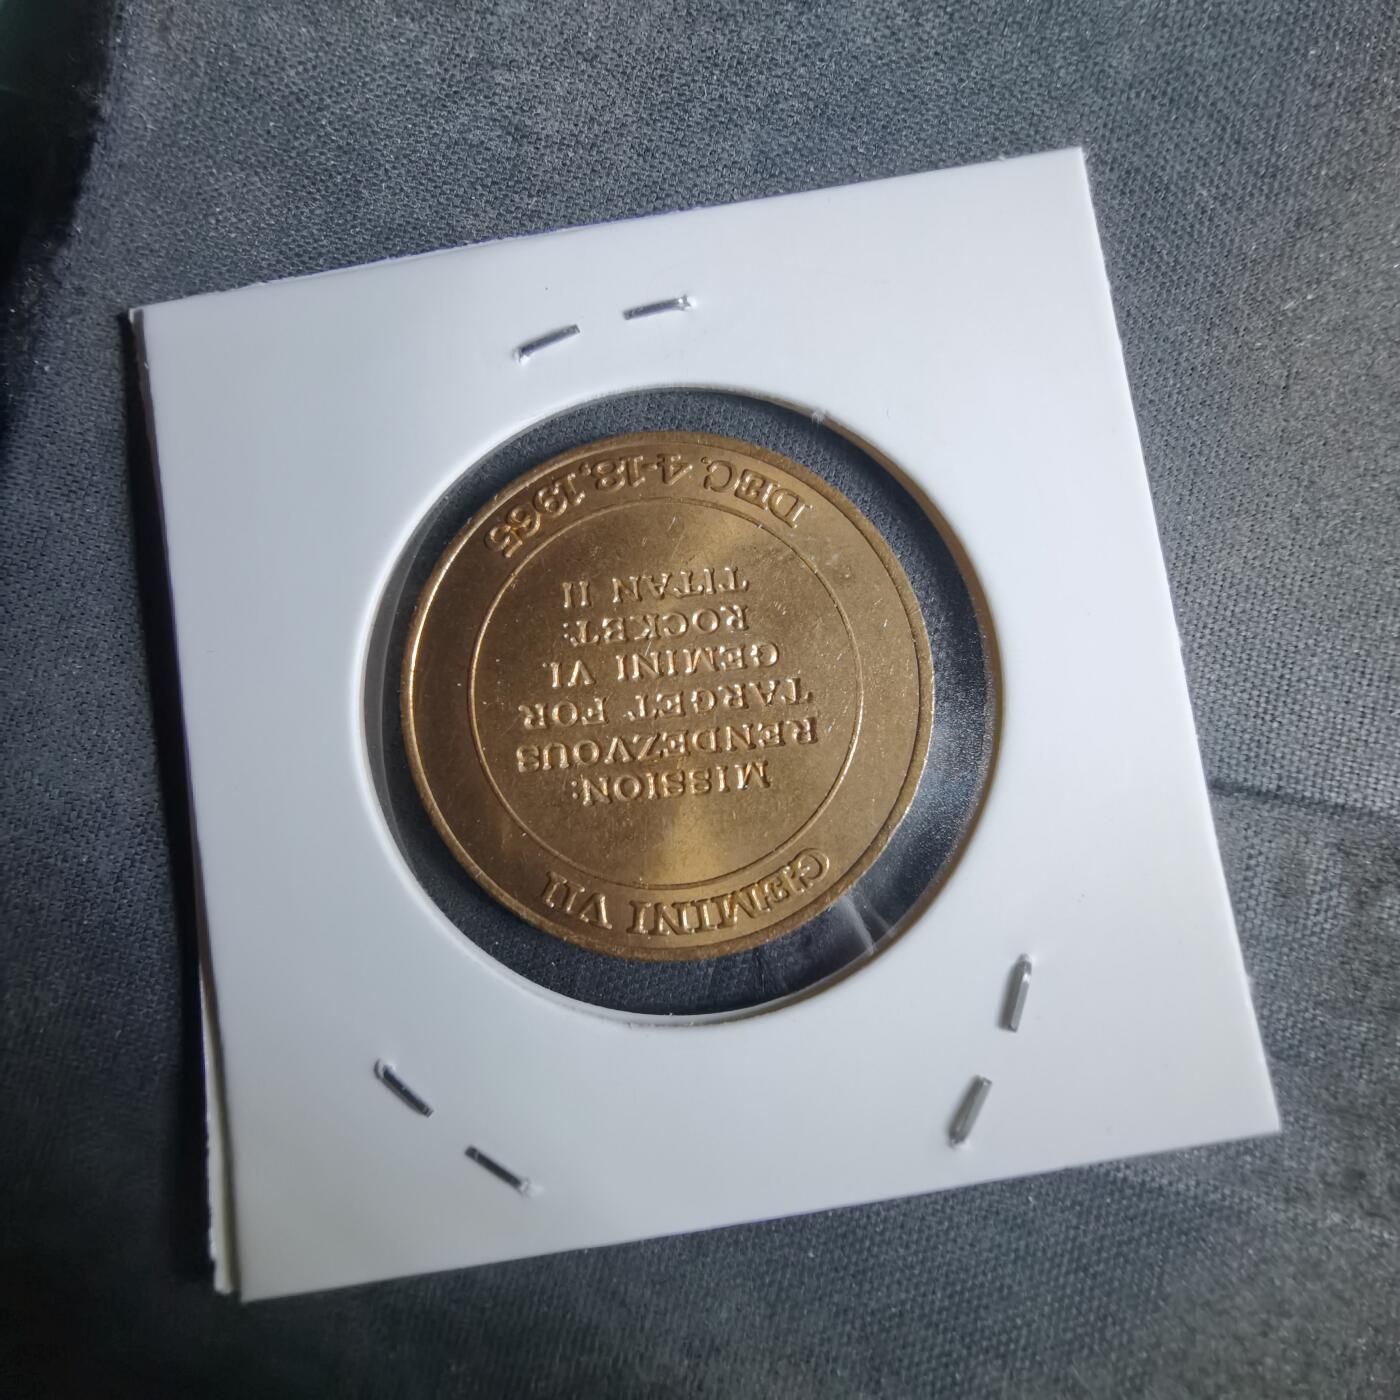 GEMINI VII
MISSION:
RENDEZVOUS
TARGET FOR
GEMINI VI.
ROCKET:
TITAN II
DEC. 4-18, 1965